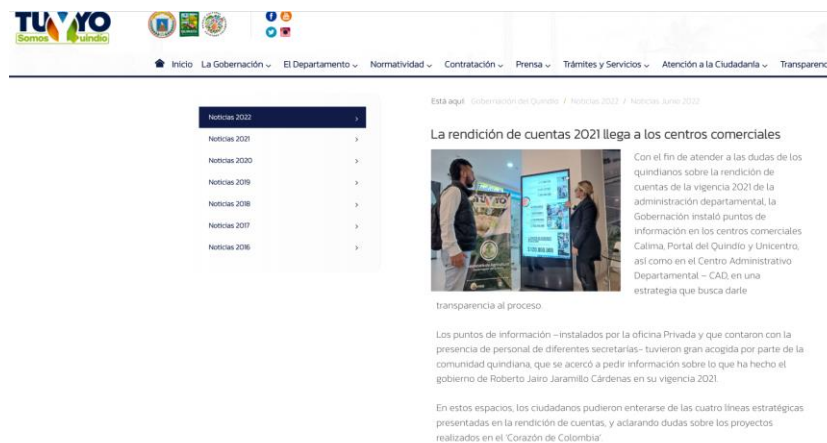 TU Y YO
Somos Quindío
Inicio La Gobernación El Departamento Normatividad Contratación Prensa Trámites y Servicios Atención a la Ciudadanía Transparenc
Está aquí: Gobernación del Quindío / Noticias 2022 / Noticias Junio 2022
Noticias 2022
Noticias 2021
Noticias 2020
Noticias 2019
Noticias 2018
Noticias 2017
Noticias 2016
La rendición de cuentas 2021 llega a los centros comerciales
Con el fin de atender a las dudas de los
quindianos sobre la rendición de
cuentas de la vigencia 2021 de la
administración departamental, la
Gobernación instaló puntos de
información en los centros comerciales
Calima, Portal del Quindío y Unicentro,
así como en el Centro Administrativo
Departamental – CAD, en una
estrategia que busca darle
transparencia al proceso.
Los puntos de información –instalados por la oficina Privada y que contaron con la
presencia de personal de diferentes secretarías– tuvieron gran acogida por parte de la
comunidad quindiana, que se acercó a pedir información sobre lo que ha hecho el
gobierno de Roberto Jairo Jaramillo Cárdenas en su vigencia 2021.
En estos espacios, los ciudadanos pudieron enterarse de las cuatro líneas estratégicas
presentadas en la rendición de cuentas, y aclarando dudas sobre los proyectos
realizados en el 'Corazón de Colombia'.